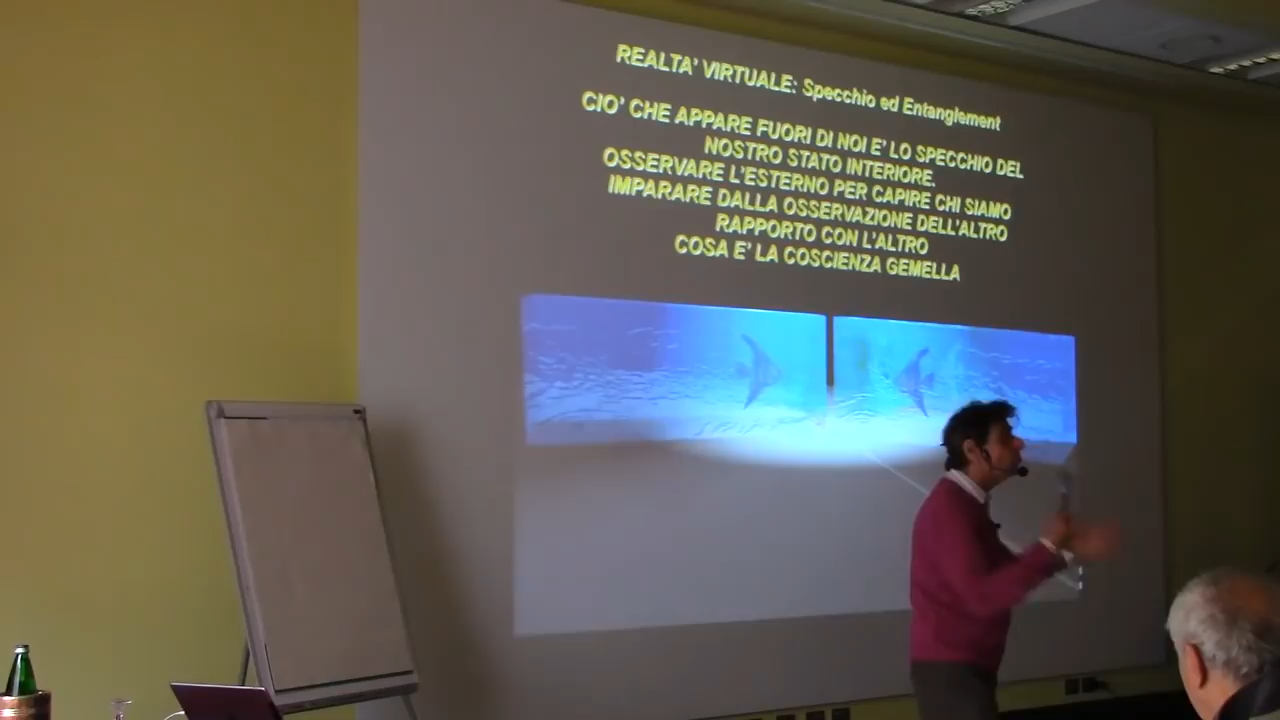 REALTA' VIRTUALE: Specchio ed Entanglement
CIO' CHE APPARE FUORI DI NOI E' LO SPECCHIO DEL
NOSTRO STATO INTERIORE.
OSSERVARE L'ESTERNO PER CAPIRE CHI SIAMO
IMPARARE DALLA OSSERVAZIONE DELL'ALTRO
RAPPORTO CON L'ALTRO
COSA E' LA COSCIENZA GEMELLA